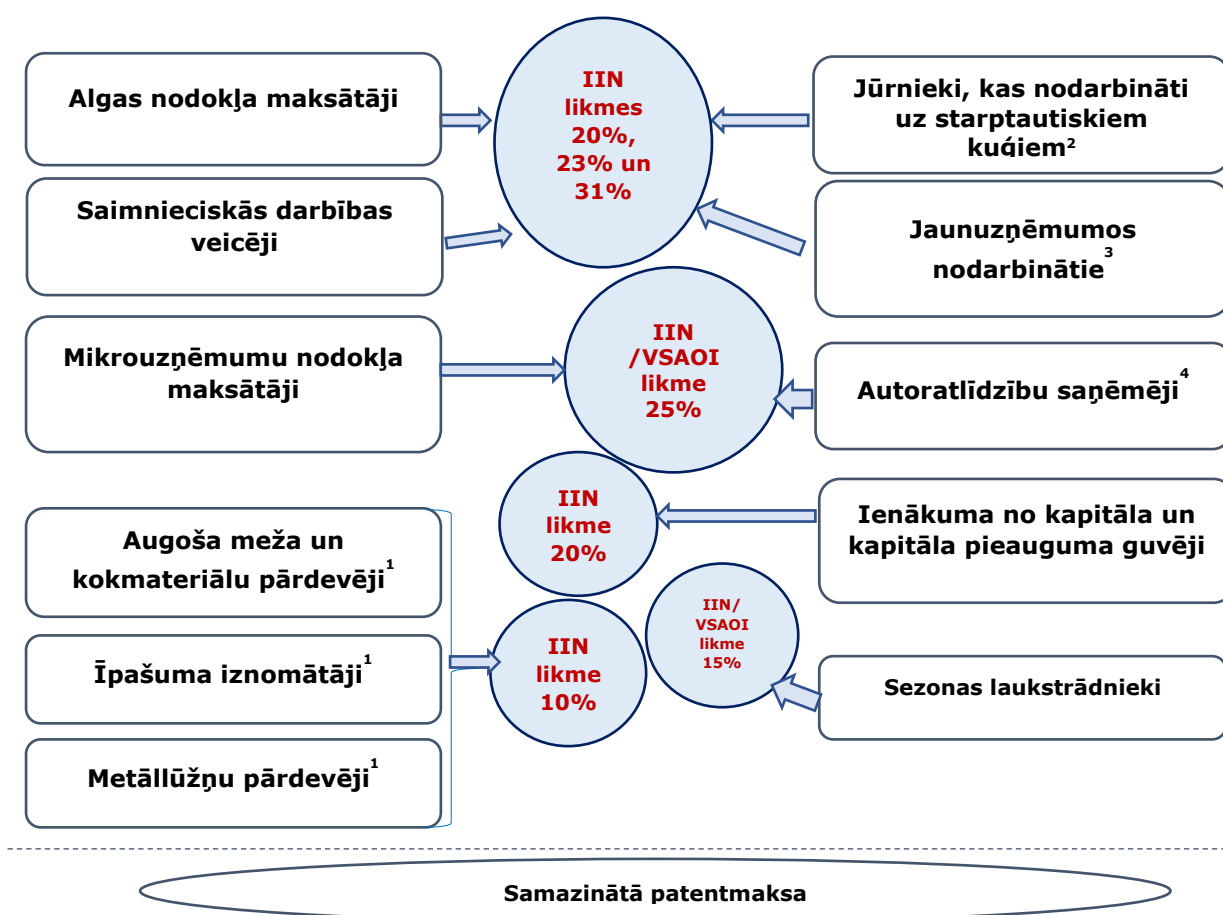 Algas nodokļa maksātāji
IIN
likmes
20%,
23% un
31%
Jūrnieki, kas nodarbināti
uz starptautiskiem
kuģiem²
Saimnieciskās darbības
veicēji
Jaunuzņēmumos
nodarbinātie³
Mikrouzņēmumu nodokļa
maksātāji
IIN
/VSAOI
likme
25%
Autoratlīdzību saņēmēji⁴
Augoša meža un
kokmateriālu pārdevēji¹
IIN
likme
20%
Ienākuma no kapitāla un
kapitāla pieauguma guvēji
Īpašuma iznomātāji¹
IIN
likme
10%
IIN/
VSAOI
likme
15%
Sezonas laukstrādnieki
Metāllūžņu pārdevēji¹
Samazinātā patentmaksa